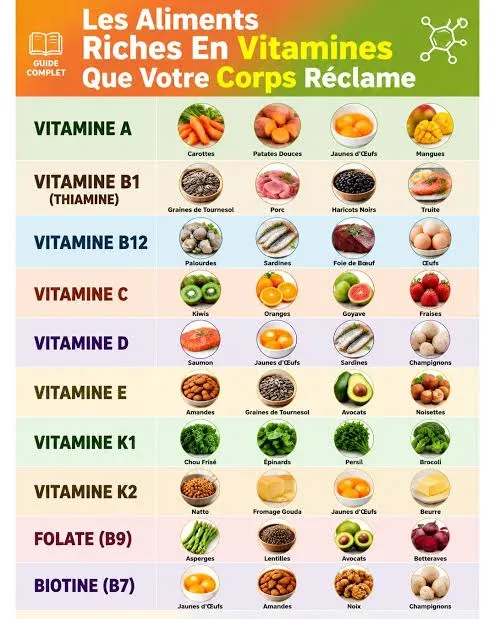 GUIDE
COMPLET
Les Aliments
Riches En Vitamines
Que Votre Corps Réclame
VITAMINE A
Carottes
Patates Douces
Jaunes d'Œufs
Mangues
VITAMINE B1
(THIAMINE)
Graines de Tournesol
Porc
Haricots Noirs
Truite
VITAMINE B12
Palourdes
Sardines
Foie de Bœuf
Œufs
VITAMINE C
Kiwis
Oranges
Goyave
Fraises
VITAMINE D
Saumon
Jaunes d'Œufs
Sardines
Champignons
VITAMINE E
Amandes
Graines de Tournesol
Avocats
Noisettes
VITAMINE K1
Chou Frisé
Épinards
Persil
Brocoli
VITAMINE K2
Natto
Fromage Gouda
Jaunes d'Œufs
Beurre
FOLATE (B9)
Asperges
Lentilles
Avocats
Betteraves
BIOTINE (B7)
Jaunes d'Œufs
Amandes
Noix
Champignons